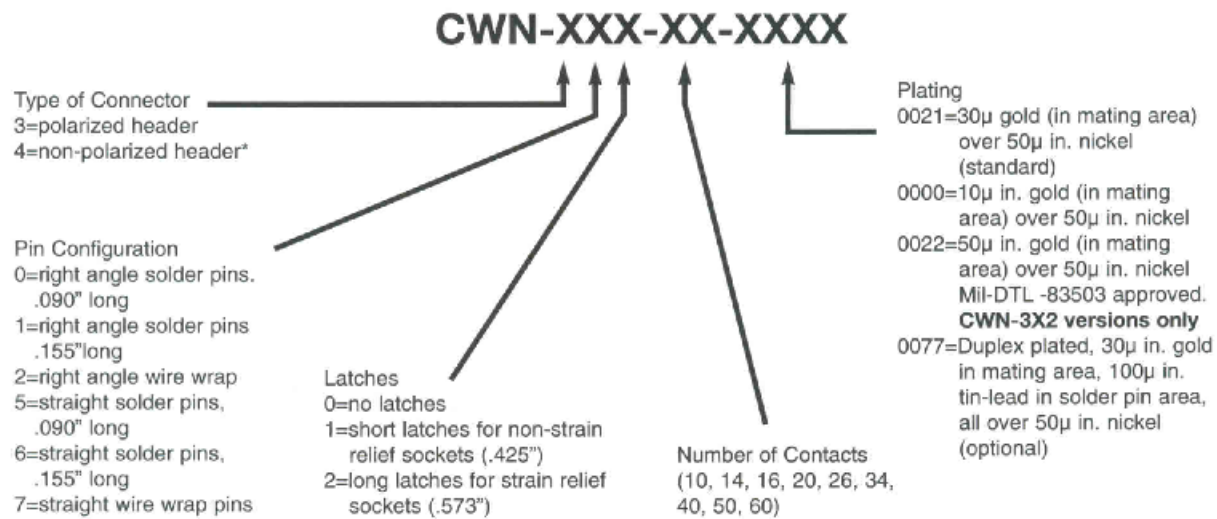 CWN-XXX-XX-XXXX
Type of Connector
3=polarized header
4=non-polarized header*
Pin Configuration
0=right angle solder pins.
.090" long
1=right angle solder pins
.155"long
2=right angle wire wrap
5=straight solder pins,
.090" long
6=straight solder pins,
.155" long
7=straight wire wrap pins
Latches
0=no latches
1=short latches for non-strain
relief sockets (.425")
2=long latches for strain relief
sockets (.573")
Number of Contacts
(10, 14, 16, 20, 26, 34,
40, 50, 60)
Plating
0021=30µ gold (in mating area)
over 50µ in. nickel
(standard)
0000=10µ in. gold (in mating
area) over 50µ in. nickel
0022=50µ in. gold (in mating
area) over 50µ in. nickel
Mil-DTL -83503 approved.
CWN-3X2 versions only
0077=Duplex plated, 30µ in. gold
in mating area, 100µ in.
tin-lead in solder pin area,
all over 50µ in. nickel
(optional)